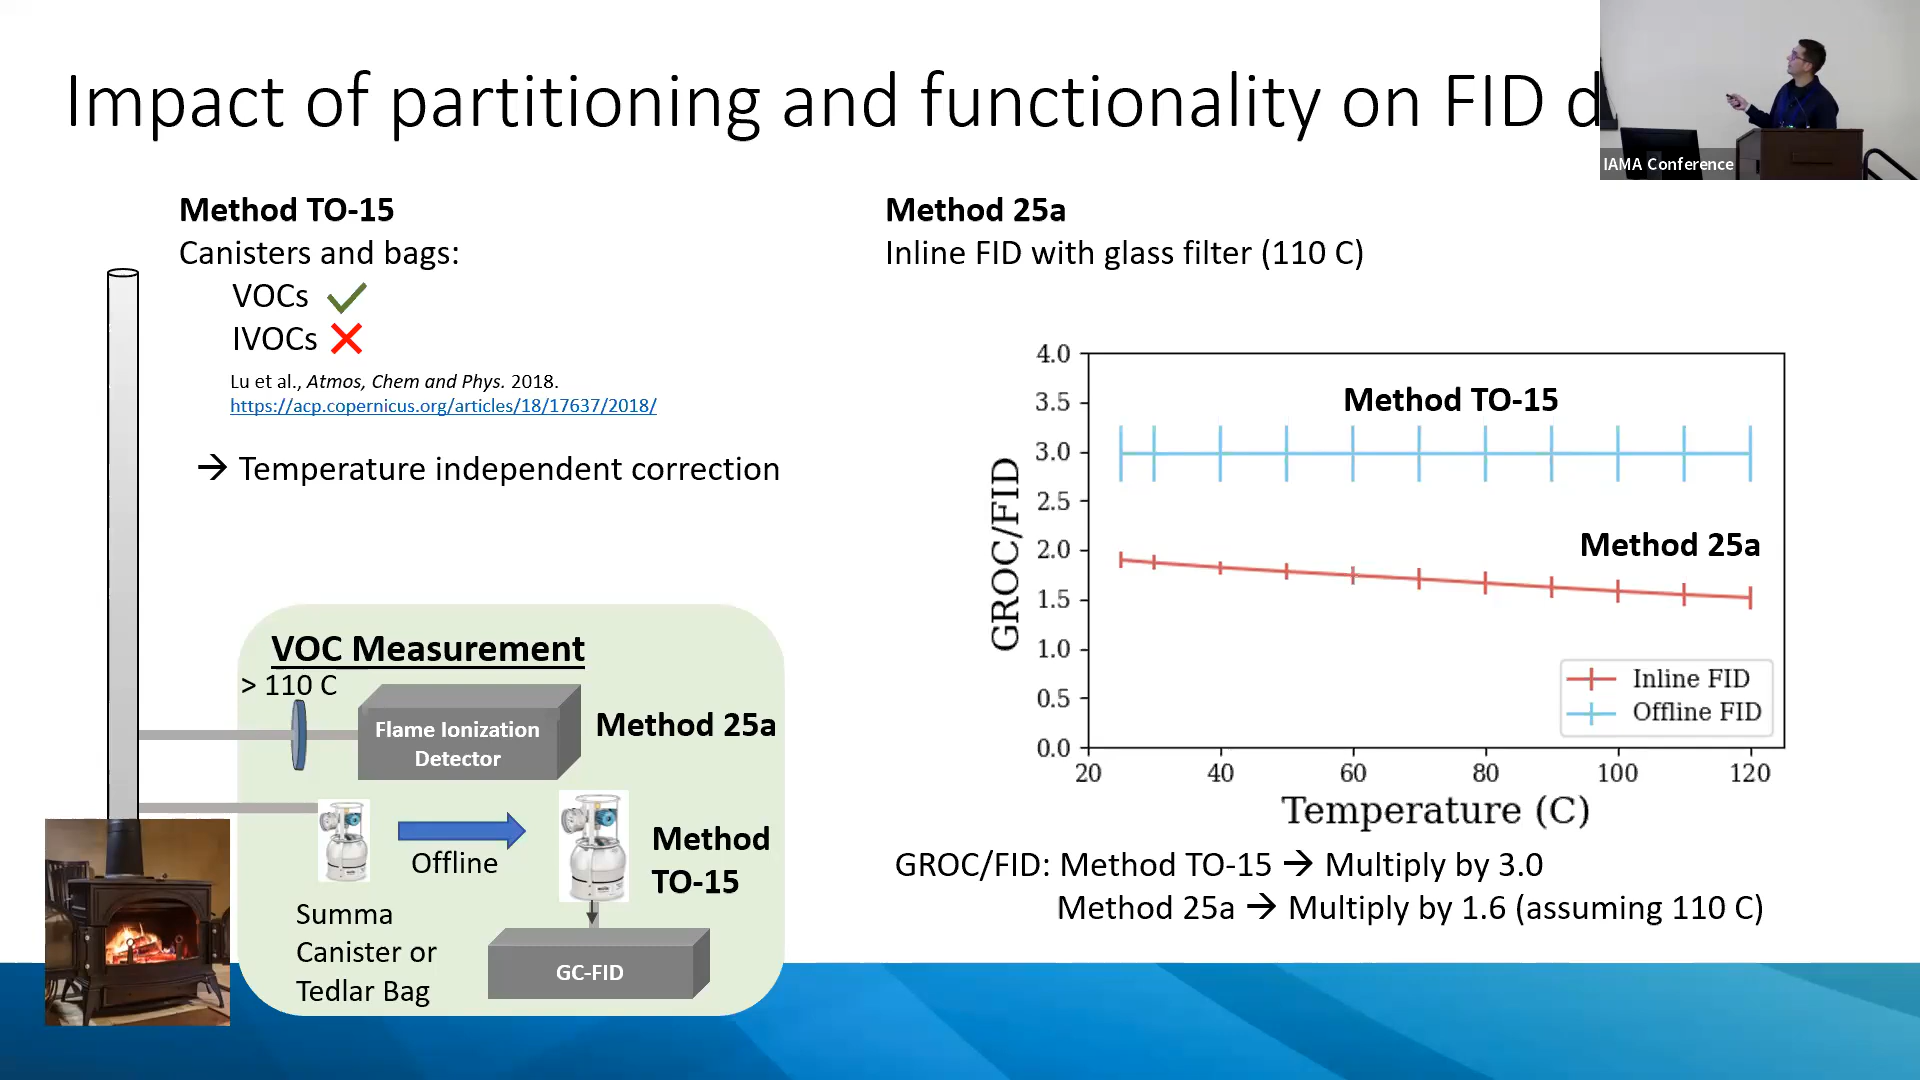 Impact of partitioning and functionality on FID
IAMA Conference
Method TO-15
Canisters and bags:
VOCs
IVOCs
Lu et al., Atmos, Chem and Phys. 2018.
https://acp.copernicus.org/articles/18/17637/2018/
→ Temperature independent correction
VOC Measurement
> 110 C
Flame Ionization
Detector
Method 25a
Offline
Method
TO-15
Summa
Canister or
Tedlar Bag
GC-FID
Method 25a
Inline FID with glass filter (110 C)
4.0
3.5
3.0
2.5
2.0
1.5
1.0
0.5
0.0
GROC/FID
Method TO-15
Method 25a
Inline FID
Offline FID
20 40 60 80 100 120
Temperature (C)
GROC/FID: Method TO-15 → Multiply by 3.0
Method 25a → Multiply by 1.6 (assuming 110 C)